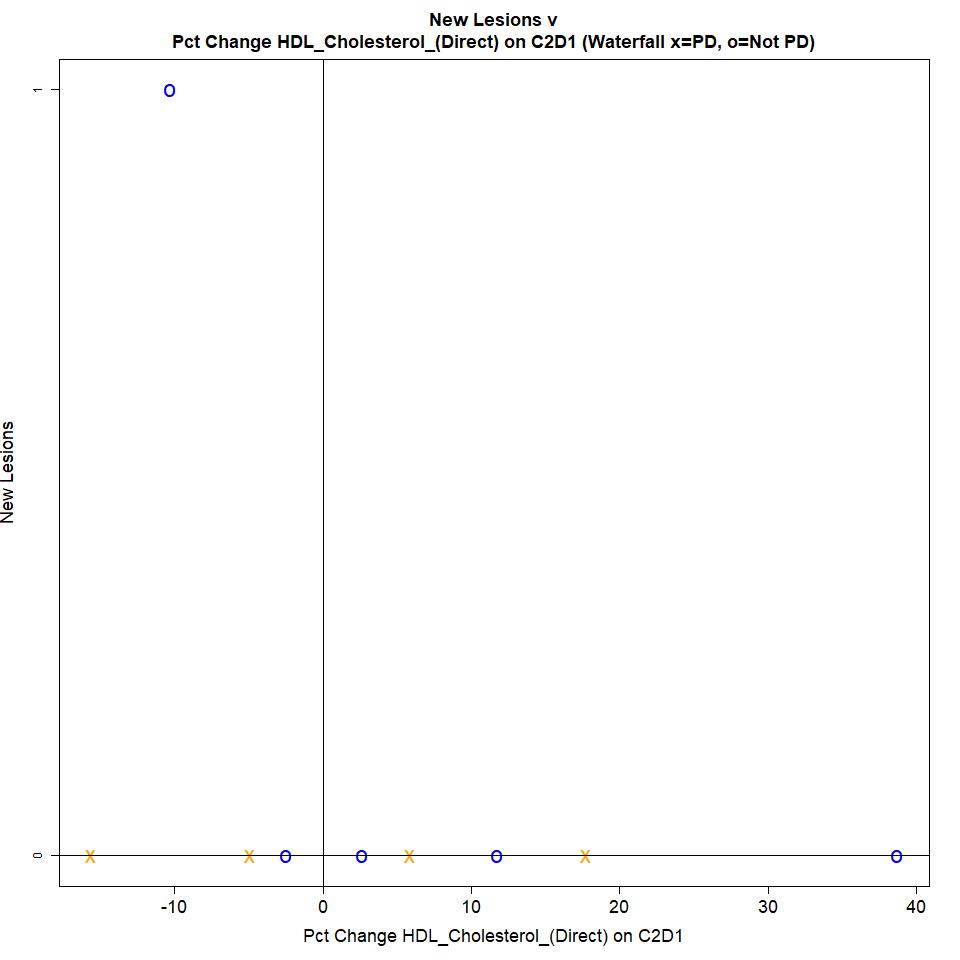 New Lesions v
Pct Change HDL_Cholesterol_(Direct) on C2D1 (Waterfall x=PD, o=Not PD)
1
o
New Lesions
0
x x o o x o x o
-10 0 10 20 30 40
Pct Change HDL_Cholesterol_(Direct) on C2D1